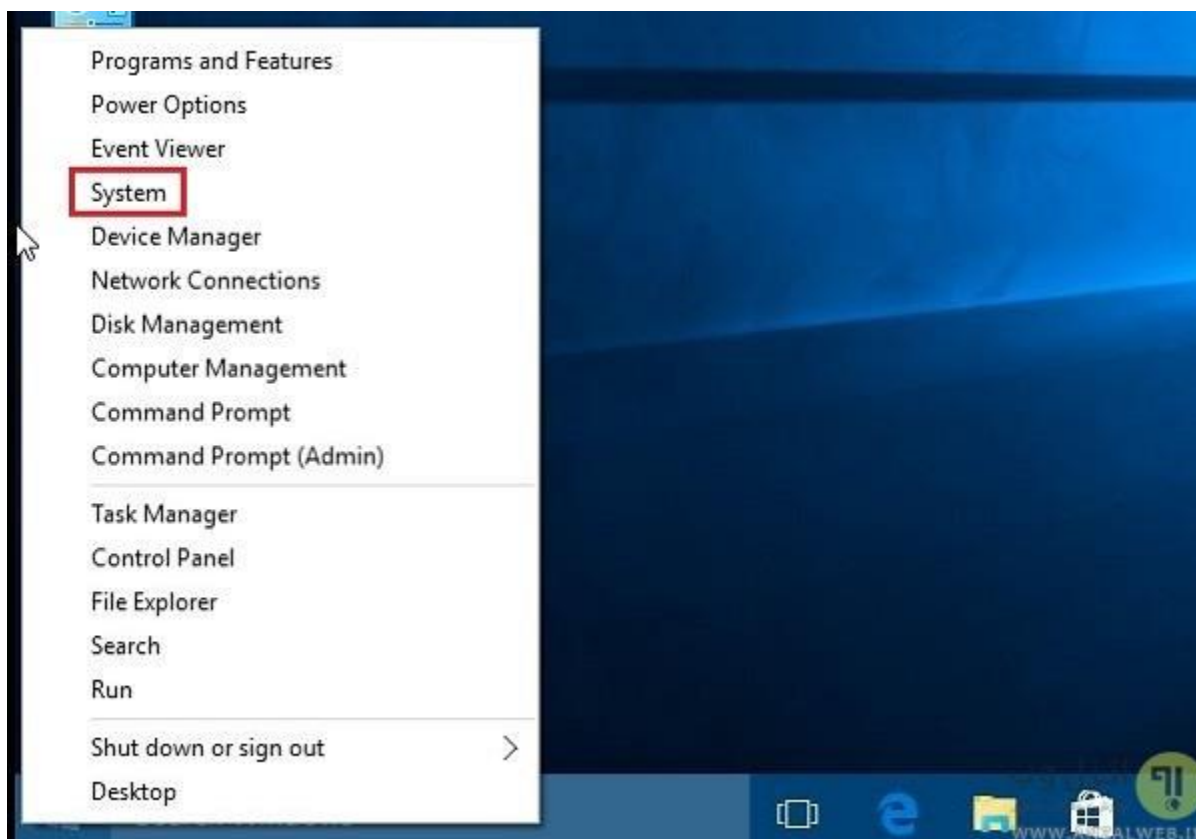 Programs and Features
Power Options
Event Viewer
System
Device Manager
Network Connections
Disk Management
Computer Management
Command Prompt
Command Prompt (Admin)
Task Manager
Control Panel
File Explorer
Search
Run
Shut down or sign out
Desktop